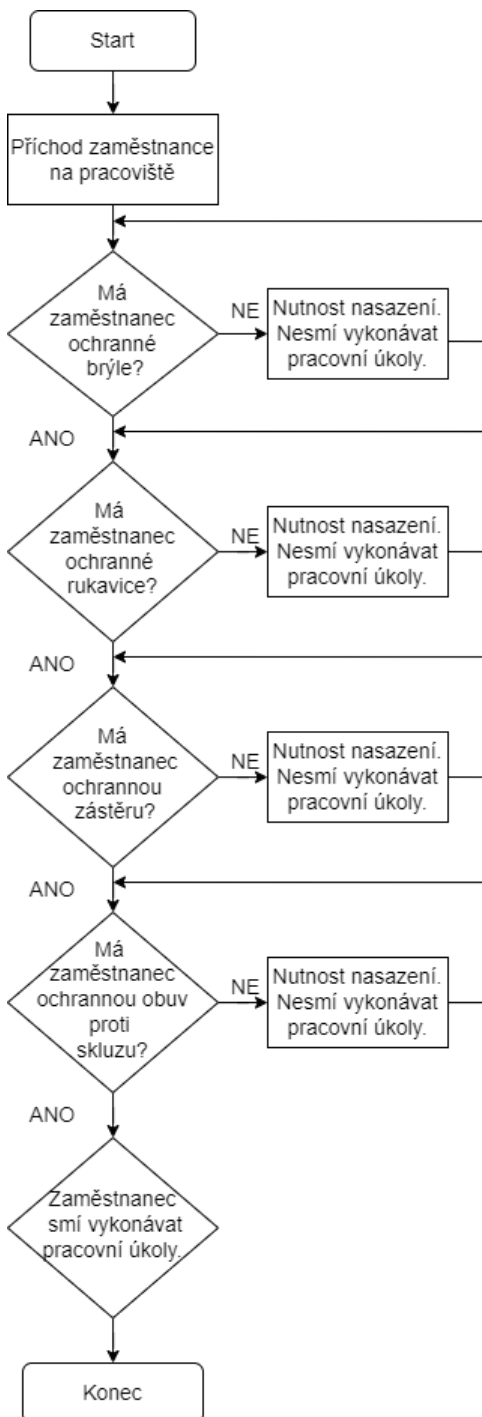 Start
Příchod zaměstnance
na pracoviště
Má
zaměstnanec
ochranné
brýle?
NE
Nutnost nasazení.
Nesmí vykonávat
pracovní úkoly.
ANO
Má
zaměstnanec
ochranné
rukavice?
NE
Nutnost nasazení.
Nesmí vykonávat
pracovní úkoly.
ANO
Má
zaměstnanec
ochrannou
zástěru?
NE
Nutnost nasazení.
Nesmí vykonávat
pracovní úkoly.
ANO
Má
zaměstnanec
ochrannou obuv
proti
skluzu?
NE
Nutnost nasazení.
Nesmí vykonávat
pracovní úkoly.
ANO
Zaměstnanec
smí vykonávat
pracovní úkoly.
Konec